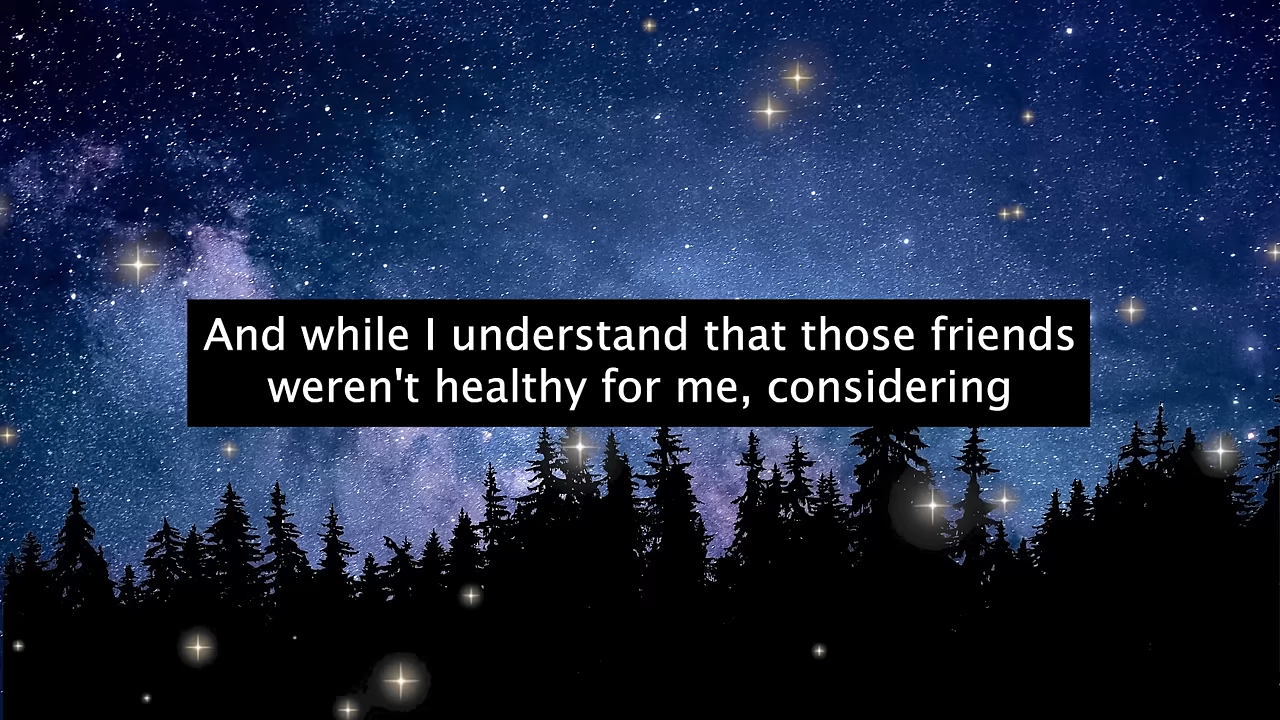 And while I understand that those friends
weren't healthy for me, considering